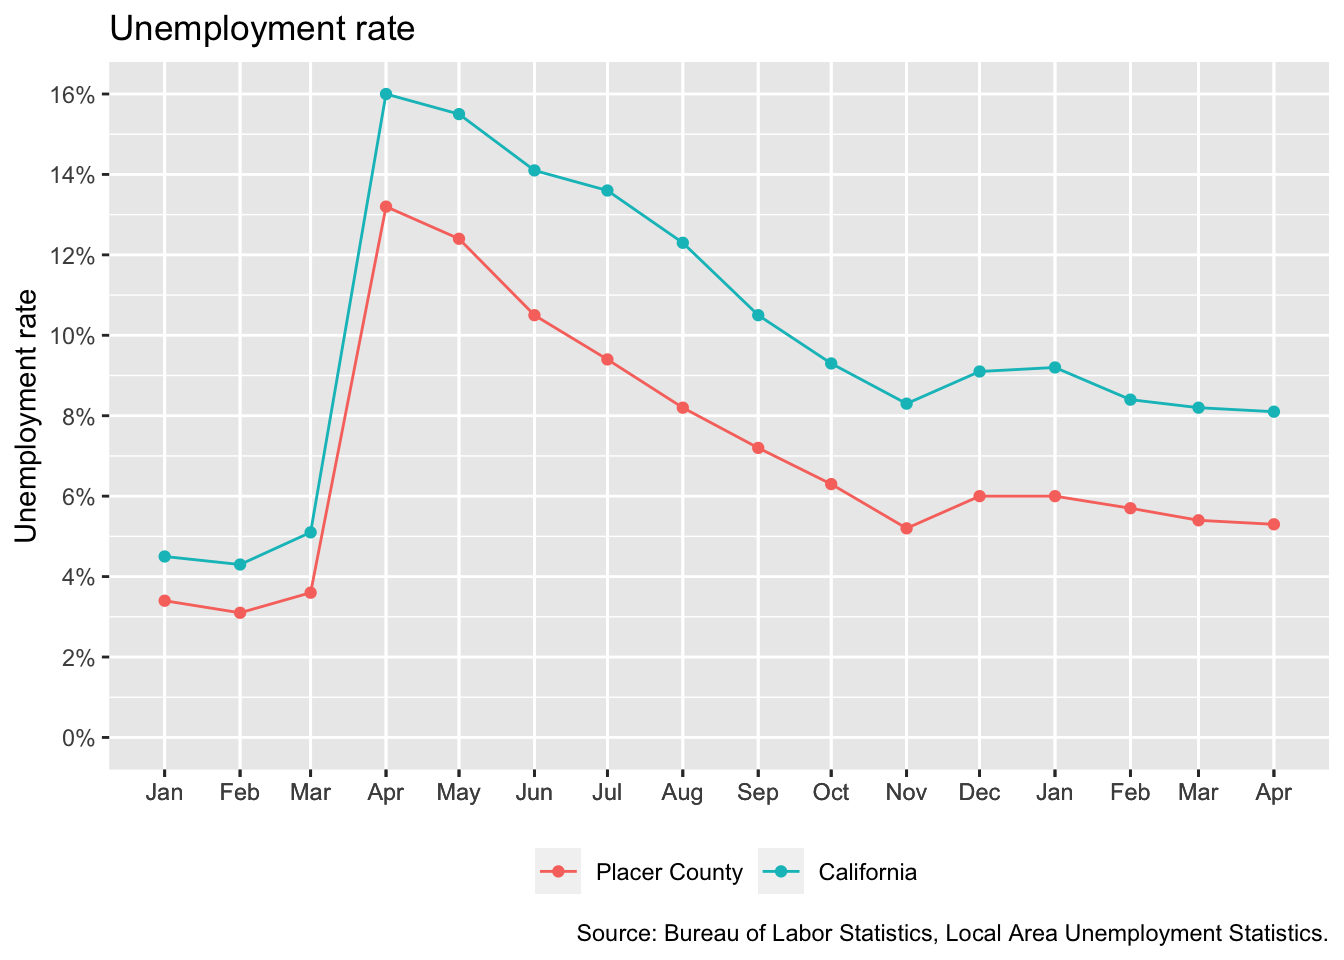 Unemployment rate
Unemployment rate
16%
14%
12%
10%
8%
6%
4%
2%
0%
Jan Feb Mar Apr May Jun Jul Aug Sep Oct Nov Dec Jan Feb Mar Apr
Placer County California
Source: Bureau of Labor Statistics, Local Area Unemployment Statistics.